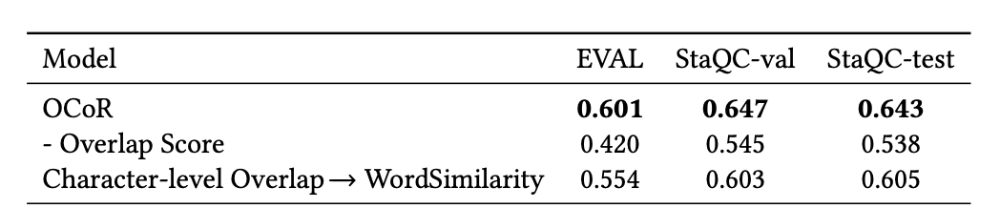 Model EVAL StaQC-val StaQC-test
OCoR 0.601 0.647 0.643
- Overlap Score 0.420 0.545 0.538
Character-level Overlap → WordSimilarity 0.554 0.603 0.605